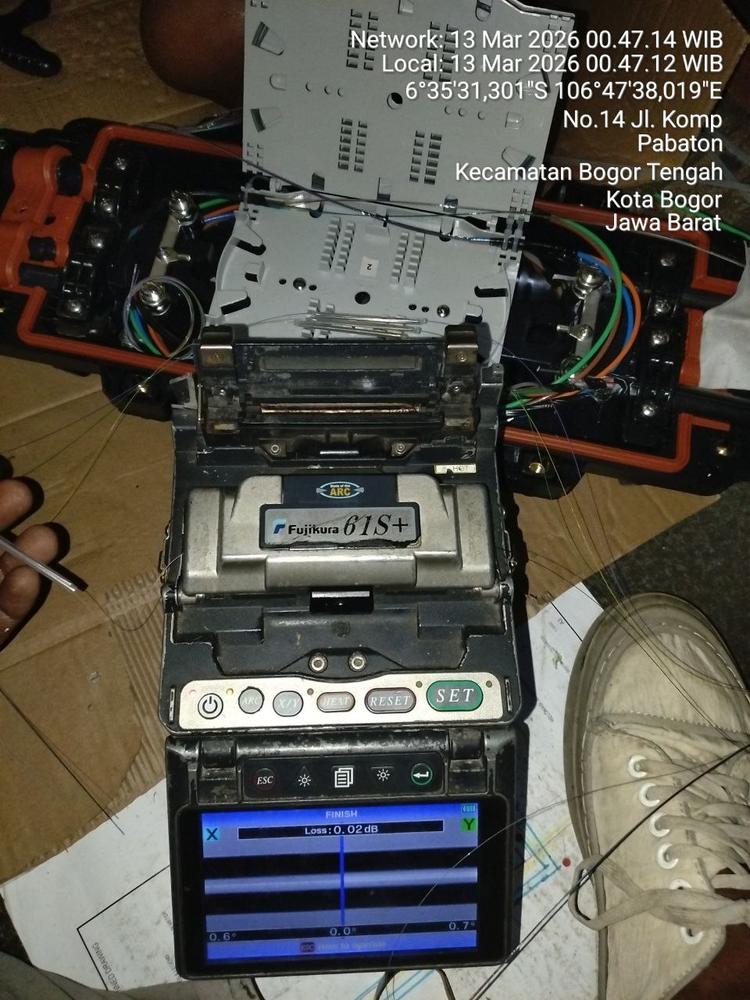 Network: 13 Mar 2026 00.47.14 WIB
Local: 13 Mar 2026 00.47.12 WIB
6°35'31,301"S 106°47'38,019"E
No.14 Jl. Komp
Pabaton
Kecamatan Bogor Tengah
Kota Bogor
Jawa Barat
2
HOT
ARC
Fujikura 61S+
ARC X/Y HEAT RESET SET
ESC
FINISH
X Loss:0.02dB Y
0.6° 0.0° 0.7°